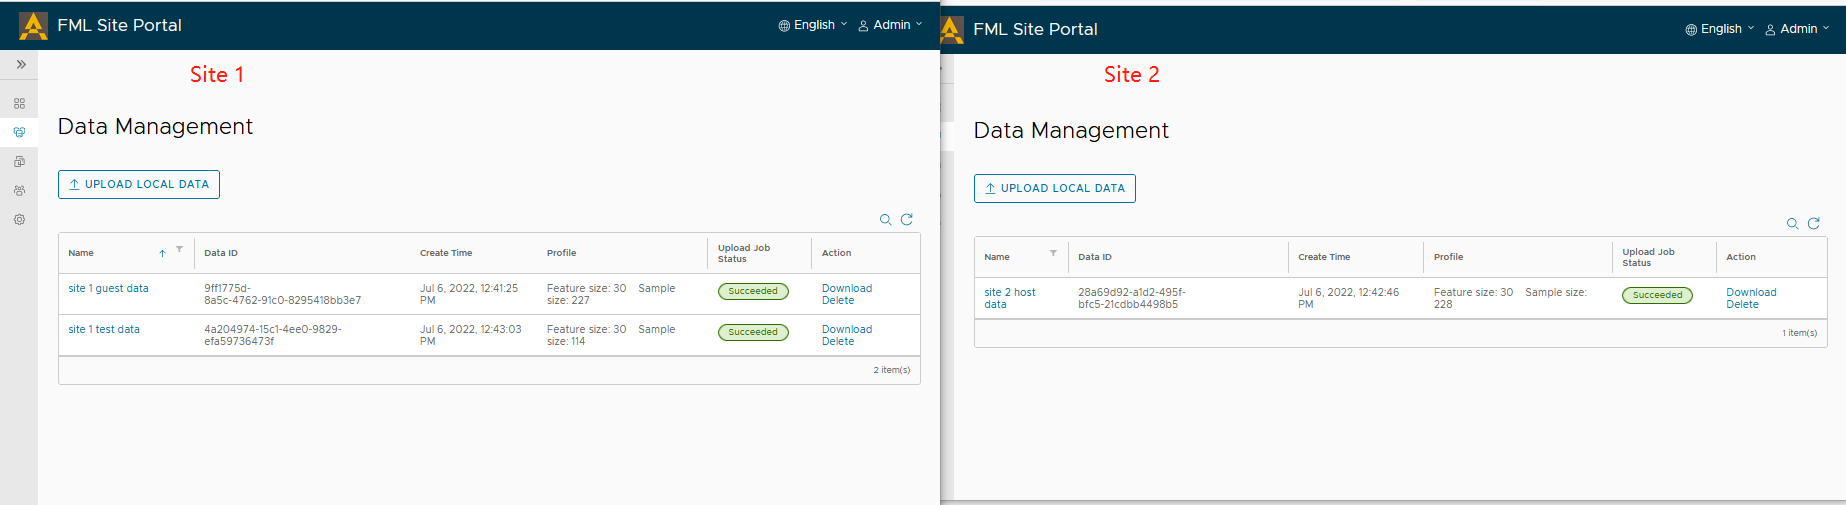 FML Site Portal
English
Admin
Site 1
Data Management
UPLOAD LOCAL DATA
Name
Data ID
Create Time
Profile
Upload Job
Status
Action
site 1 guest data
9ff1775d-
8a5c-4762-91c0-8295418bb3e7
Jul 6, 2022, 12:41:25
PM
Feature size: 30 Sample
size: 227
Succeeded
Download
Delete
site 1 test data
4a204974-15c1-4ee0-9829-
efa59736473f
Jul 6, 2022, 12:43:03
PM
Feature size: 30 Sample
size: 114
Succeeded
Download
Delete
2 item(s)
FML Site Portal
English
Admin
Site 2
Data Management
UPLOAD LOCAL DATA
Name
Data ID
Create Time
Profile
Upload Job
Status
Action
site 2 host
data
28a69d92-a1d2-495f-
bfc5-21cdbb4498b5
Jul 6, 2022, 12:42:46
PM
Feature size: 30 Sample size:
228
Succeeded
Download
Delete
1 item(s)